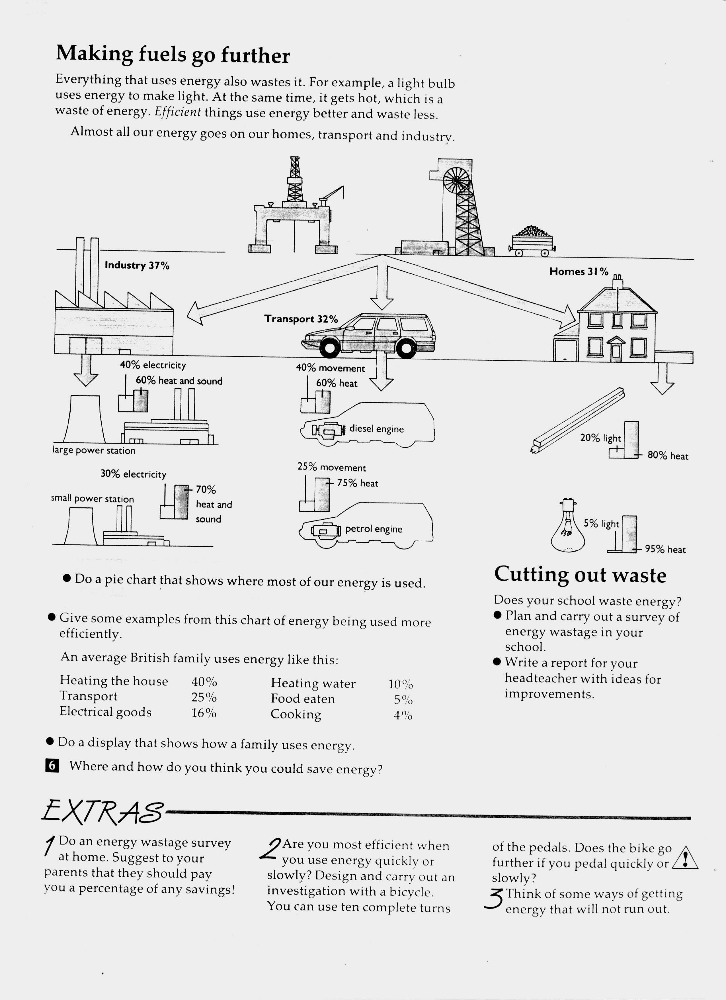 Making fuels go further
Everything that uses energy also wastes it. For example, a light bulb
uses energy to make light. At the same time, it gets hot, which is a
waste of energy. Efficient things use energy better and waste less.
Almost all our energy goes on our homes, transport and industry.
Industry 37%
Homes 31%
Transport 32%
40% electricity
60% heat and sound
large power station
30% electricity
70%
heat and
sound
small power station
40% movement
60% heat
diesel engine
25% movement
75% heat
petrol engine
20% light
80% heat
5% light
95% heat
● Do a pie chart that shows where most of our energy is used.
● Give some examples from this chart of energy being used more
efficiently.
An average British family uses energy like this:
Heating the house 40% Heating water 10%
Transport 25% Food eaten 5%
Electrical goods 16% Cooking 4%
● Do a display that shows how a family uses energy.
6 Where and how do you think you could save energy?
Cutting out waste
Does your school waste energy?
● Plan and carry out a survey of
energy wastage in your
school.
● Write a report for your
headteacher with ideas for
improvements.
EXTRAS
1 Do an energy wastage survey
at home. Suggest to your
parents that they should pay
you a percentage of any savings!
2 Are you most efficient when
you use energy quickly or
slowly? Design and carry out an
investigation with a bicycle.
You can use ten complete turns
of the pedals. Does the bike go
further if you pedal quickly or
slowly?
!
3 Think of some ways of getting
energy that will not run out.